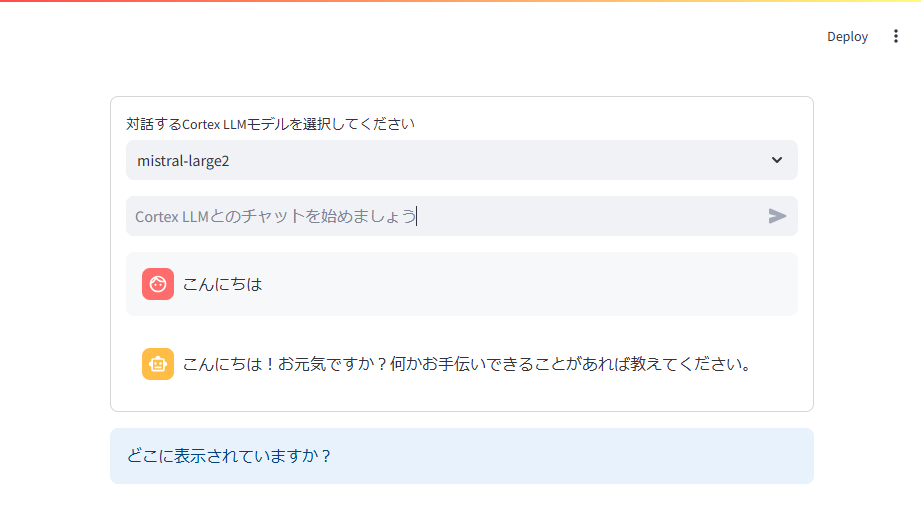 Deploy
対話するCortex LLMモデルを選択してください
mistral-large2
Cortex LLMとのチャットを始めましょう
こんにちは
こんにちは！お元気ですか？何かお手伝いできることがあれば教えてください。
どこに表示されていますか？